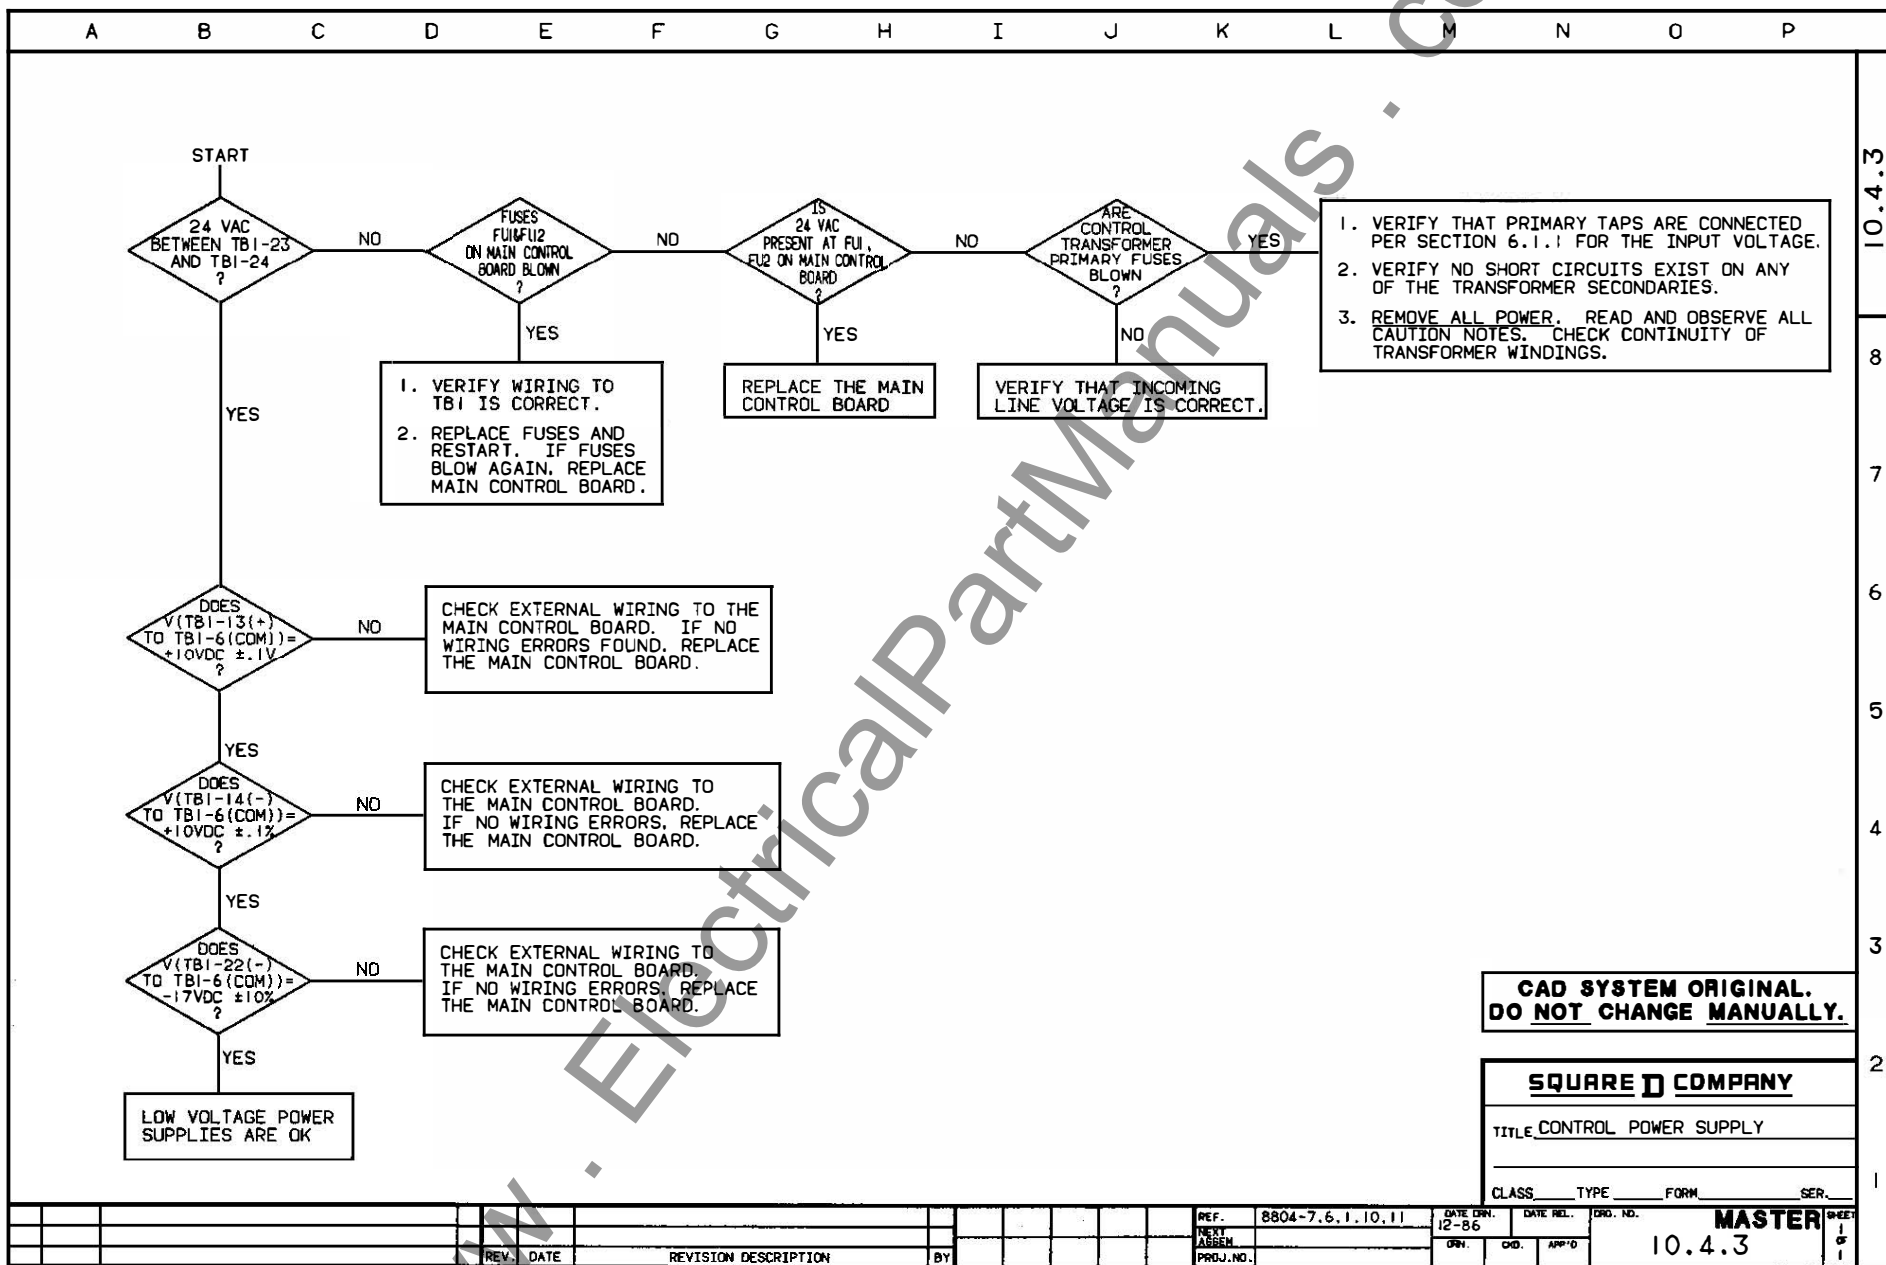 A B C D E F G H I J K L M N O P
10.4.3
8
7
6
5
4
3
2
1
START
24 VAC
BETWEEN TB1-23
AND TB1-24
?
NO
YES
FUSES
FU1&FU2
ON MAIN CONTROL
BOARD BLOWN
?
NO
YES
IS
24 VAC
PRESENT AT FU1,
FU2 ON MAIN CONTROL
BOARD
?
NO
YES
ARE
CONTROL
TRANSFORMER
PRIMARY FUSES
BLOWN
?
YES
NO
1. VERIFY THAT PRIMARY TAPS ARE CONNECTED
PER SECTION 6.1.1 FOR THE INPUT VOLTAGE.
2. VERIFY NO SHORT CIRCUITS EXIST ON ANY
OF THE TRANSFORMER SECONDARIES.
3. REMOVE ALL POWER. READ AND OBSERVE ALL
CAUTION NOTES. CHECK CONTINUITY OF
TRANSFORMER WINDINGS.
1. VERIFY WIRING TO
TB1 IS CORRECT.
2. REPLACE FUSES AND
RESTART. IF FUSES
BLOW AGAIN, REPLACE
MAIN CONTROL BOARD.
REPLACE THE MAIN
CONTROL BOARD
VERIFY THAT INCOMING
LINE VOLTAGE IS CORRECT.
DOES
V(TB1-13(+)
TO TB1-6(COM))=
+10VDC ±.1V
?
NO
YES
CHECK EXTERNAL WIRING TO THE
MAIN CONTROL BOARD. IF NO
WIRING ERRORS FOUND, REPLACE
THE MAIN CONTROL BOARD.
DOES
V(TB1-14(-)
TO TB1-6(COM))=
+10VDC ±.1%
?
NO
YES
CHECK EXTERNAL WIRING TO
THE MAIN CONTROL BOARD.
IF NO WIRING ERRORS, REPLACE
THE MAIN CONTROL BOARD.
DOES
V(TB1-22(-)
TO TB1-6(COM))=
-17VDC ±10%
?
NO
YES
CHECK EXTERNAL WIRING TO
THE MAIN CONTROL BOARD.
IF NO WIRING ERRORS, REPLACE
THE MAIN CONTROL BOARD.
LOW VOLTAGE POWER
SUPPLIES ARE OK
CAD SYSTEM ORIGINAL.
DO NOT CHANGE MANUALLY.
SQUARE D COMPANY
TITLE CONTROL POWER SUPPLY
CLASS TYPE FORM SER.
REV. DATE REVISION DESCRIPTION BY
REF. 8804-7,6,1,10,11
NEXT
ASSEM
PROJ.NO.
DATE DRN. DATE REL. DRG. NO.
12-86
DRN. CKD. APP'D
MASTER
10.4.3
SHEET
1
OF
1
w . ElectricalPartManuals . co